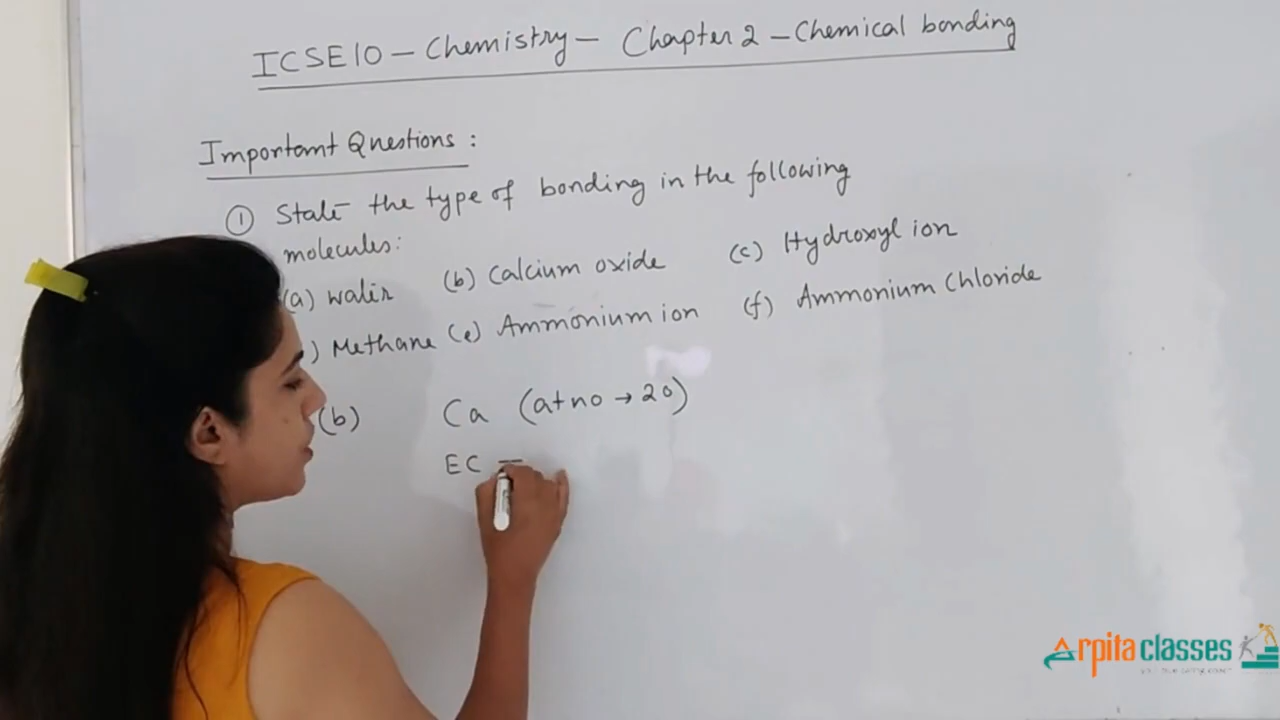 ICSE10 - Chemistry - Chapter 2 - Chemical bonding
Important Questions :
① State the type of bonding in the following
molecules:
(a) water (b) Calcium oxide (c) Hydroxyl ion
) Methane (e) Ammonium ion (f) Ammonium Chloride
(b) Ca (at no → 20)
EC =
Arpita classes